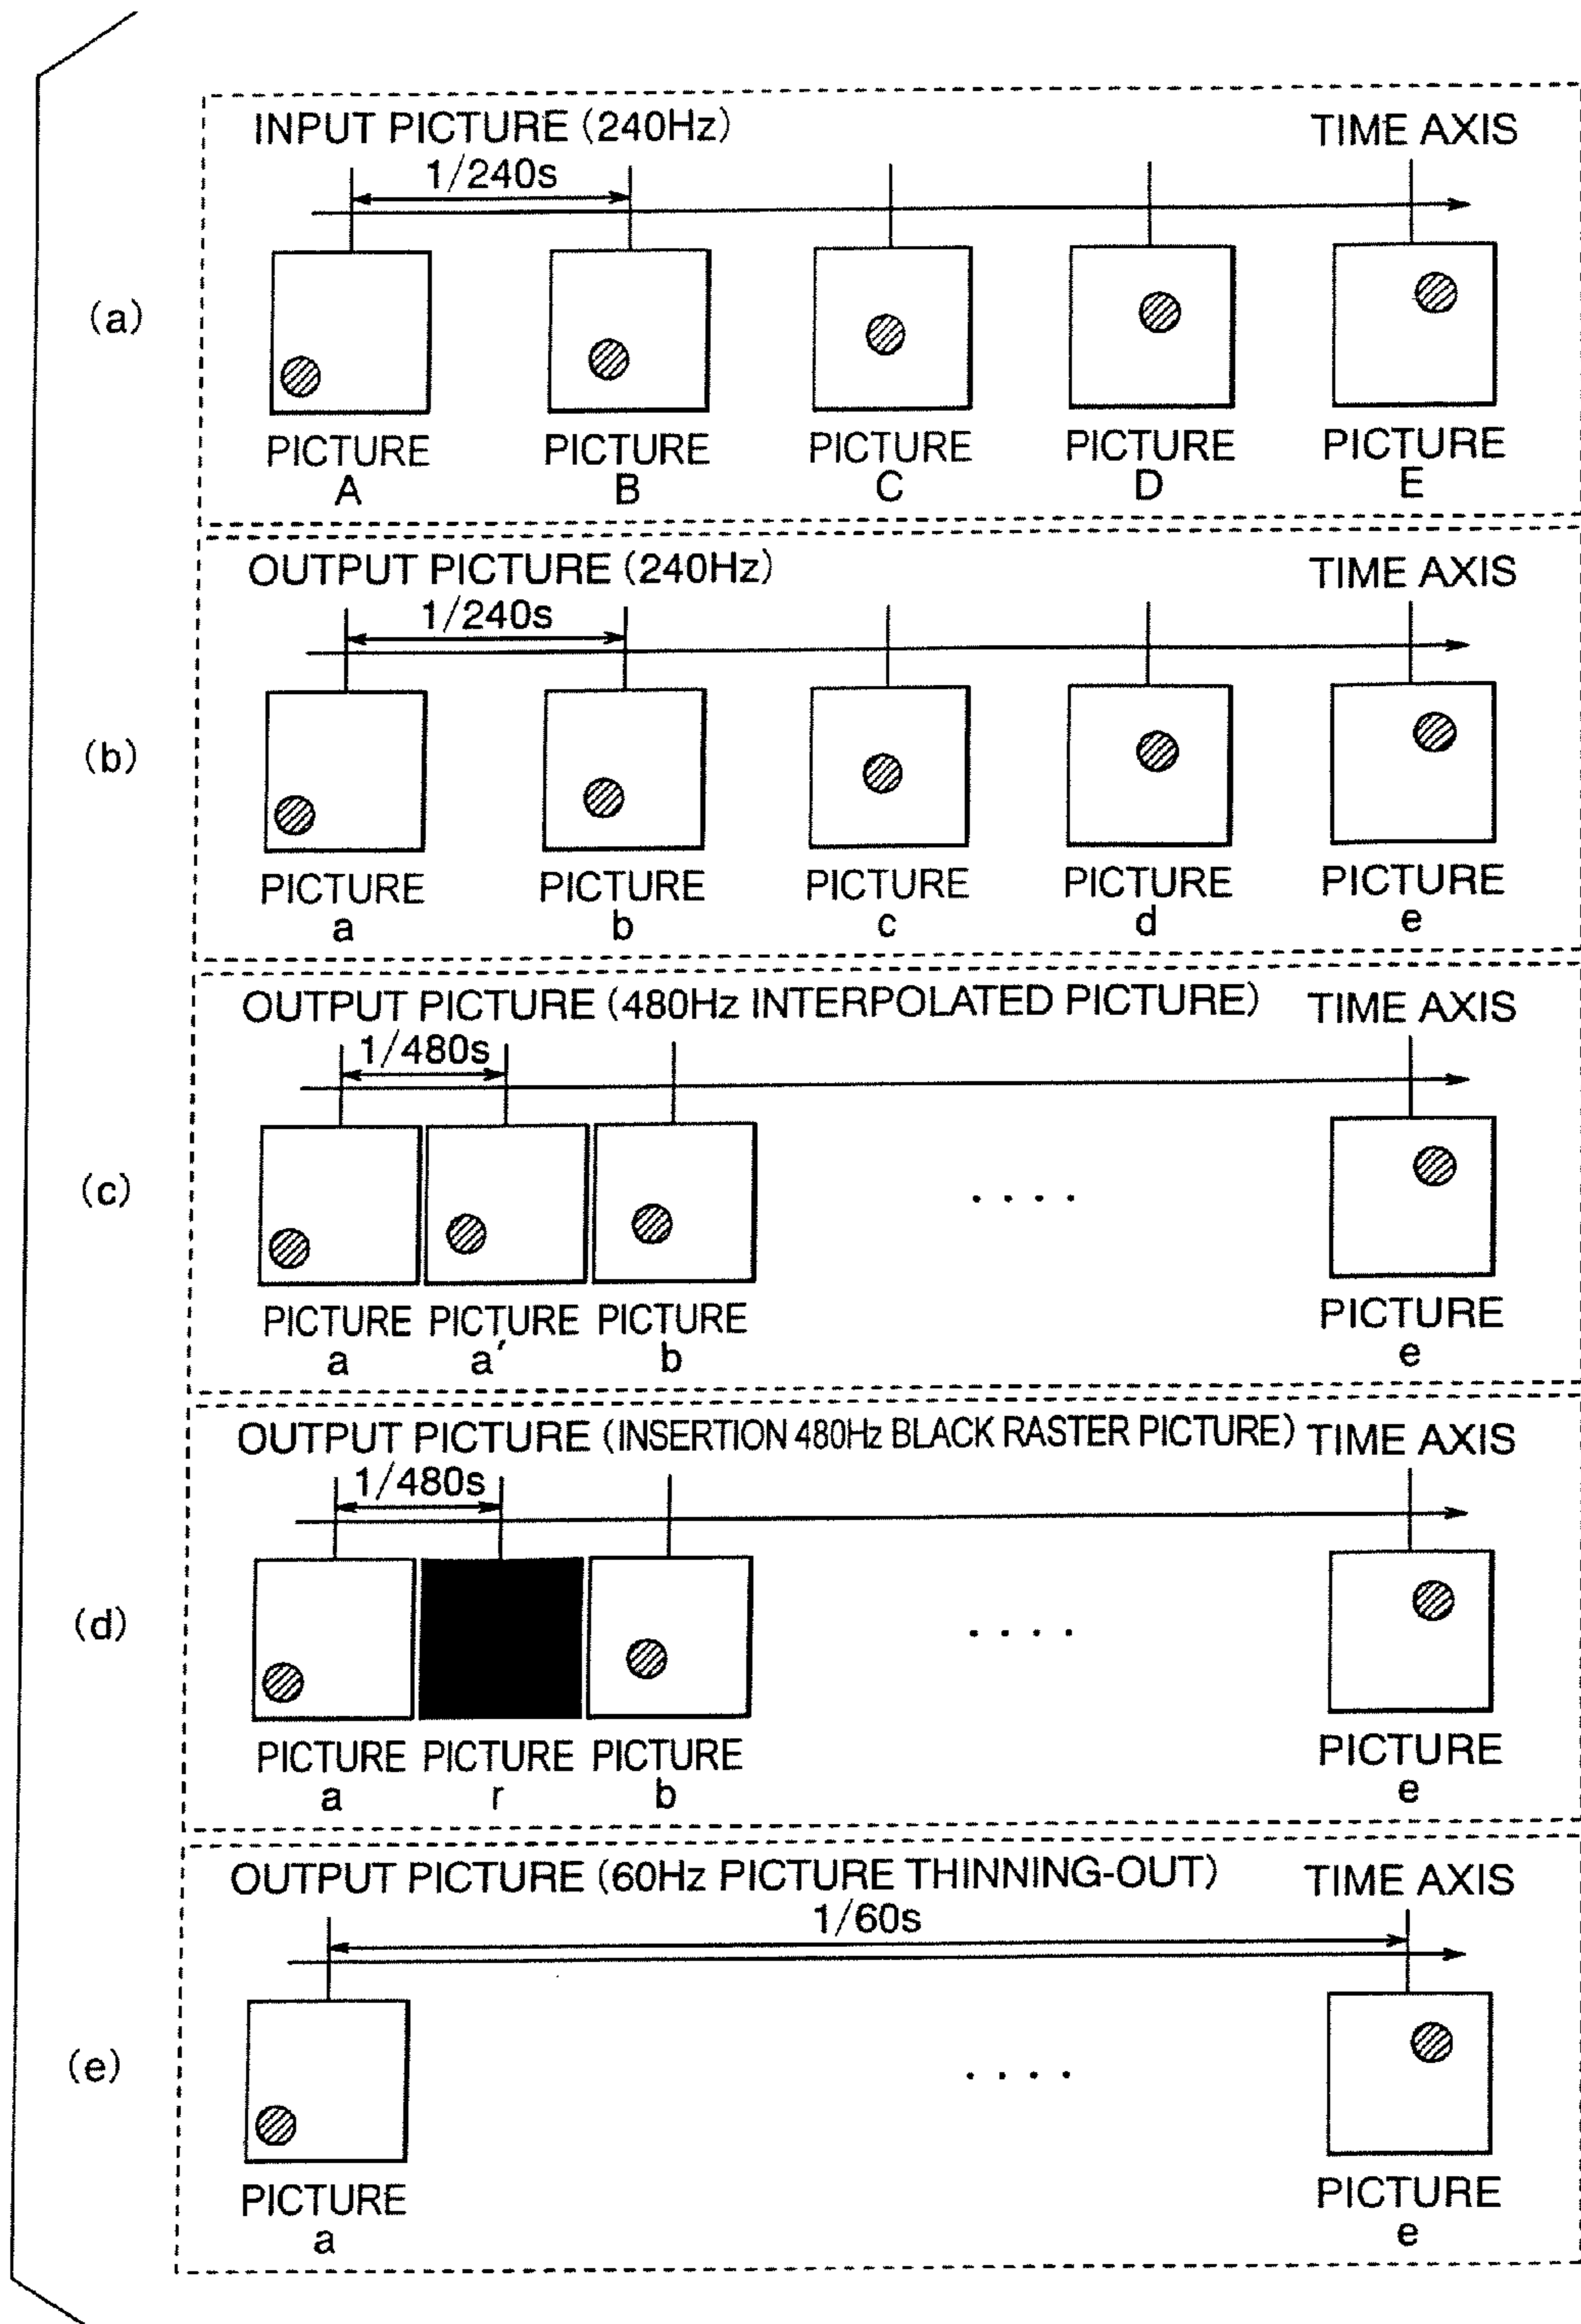 INPUT PICTURE (240Hz)
TIME AXIS
1/240s
(a)
PICTURE PICTURE PICTURE PICTURE PICTURE
A B C D E
OUTPUT PICTURE (240Hz)
TIME AXIS
1/240s
(b)
PICTURE PICTURE PICTURE PICTURE PICTURE
a b c d e
OUTPUT PICTURE (480Hz INTERPOLATED PICTURE)
TIME AXIS
1/480s
(c)
. . . .
PICTURE PICTURE PICTURE PICTURE
a a′ b e
OUTPUT PICTURE (INSERTION 480Hz BLACK RASTER PICTURE)
TIME AXIS
1/480s
(d)
. . . .
PICTURE PICTURE PICTURE PICTURE
a r b e
OUTPUT PICTURE (60Hz PICTURE THINNING-OUT)
TIME AXIS
1/60s
(e)
. . . .
PICTURE PICTURE
a e